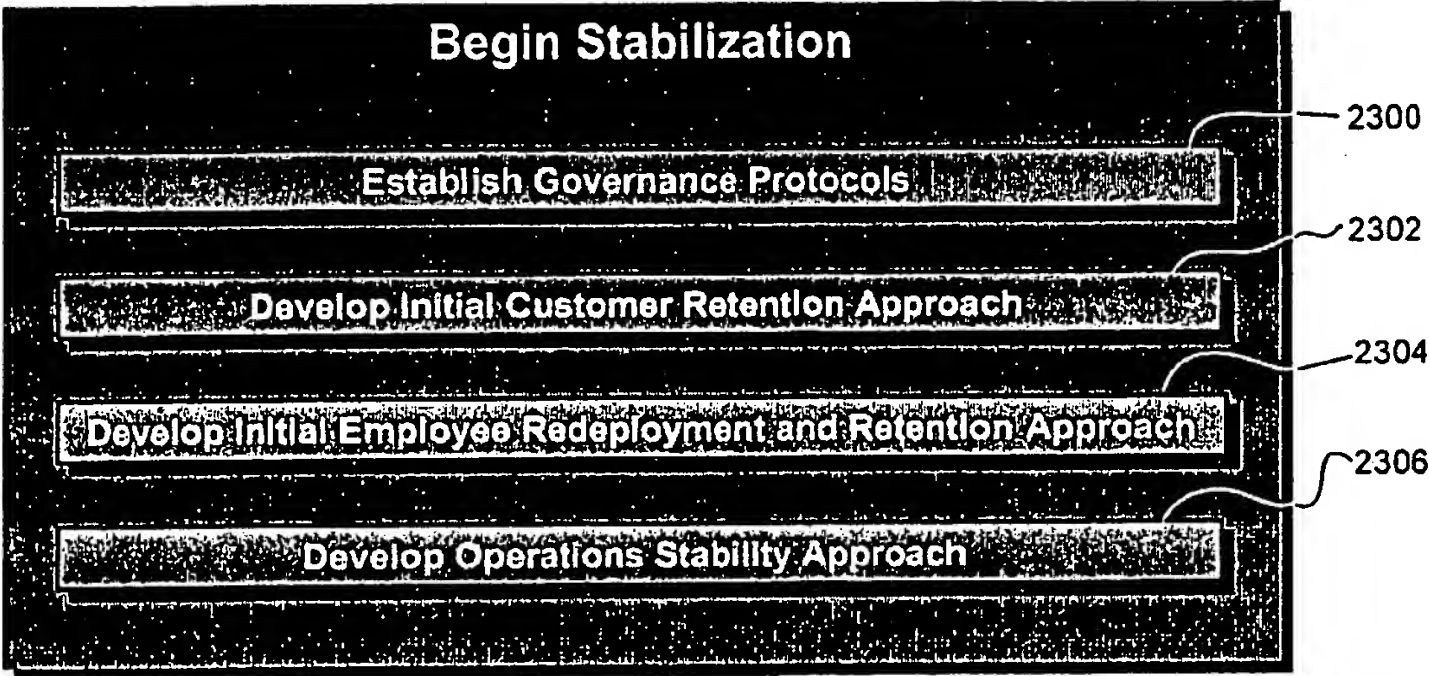 Begin Stabilization
2300
Establish Governance Protocols
2302
Develop Initial Customer Retention Approach
2304
Develop Initial Employee Redeployment and Retention Approach
2306
Develop Operations Stability Approach